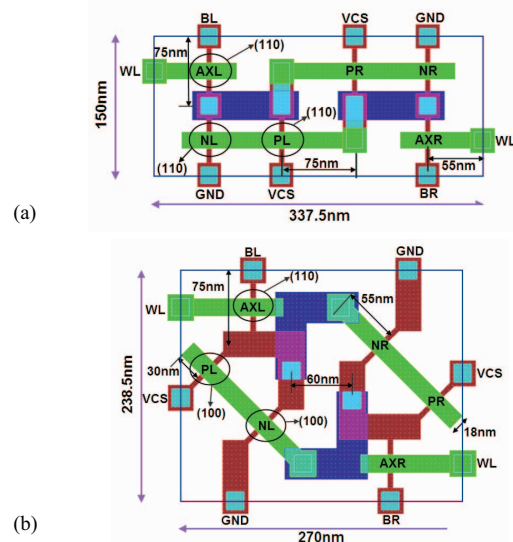 BL
VCS
GND
75nm
(110)
WL
AXL
PR
NR
(110)
150nm
NL
PL
AXR
WL
(110)
75nm
55nm
GND
VCS
BR
(a)
337.5nm
BL
GND
75nm
(110)
55nm
WL
AXL
NR
30nm
PL
60nm
VCS
VCS
(100)
238.5nm
NL
(100)
PR
18nm
AXR
WL
GND
BR
(b)
270nm